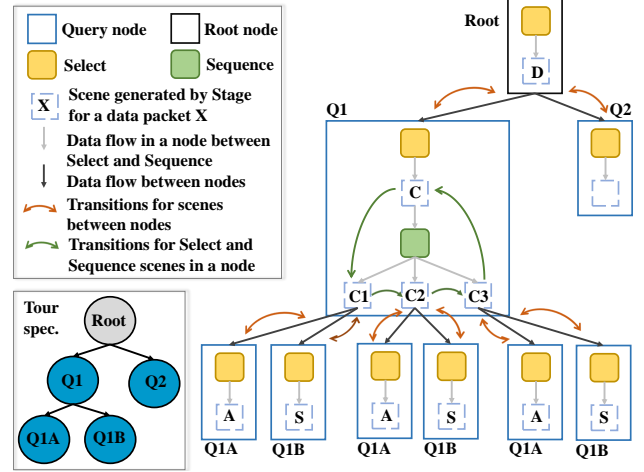 Query node
Root node
Select
Sequence
X
Scene generated by Stage
for a data packet X
Data flow in a node between
Select and Sequence
Data flow between nodes
Transitions for scenes
between nodes
Transitions for Select and
Sequence scenes in a node
Tour
spec.
Root
Q1
Q2
Q1A
Q1B
Root
D
Q1
Q2
C
C1
C2
C3
A
S
A
S
A
S
Q1A
Q1B
Q1A
Q1B
Q1A
Q1B